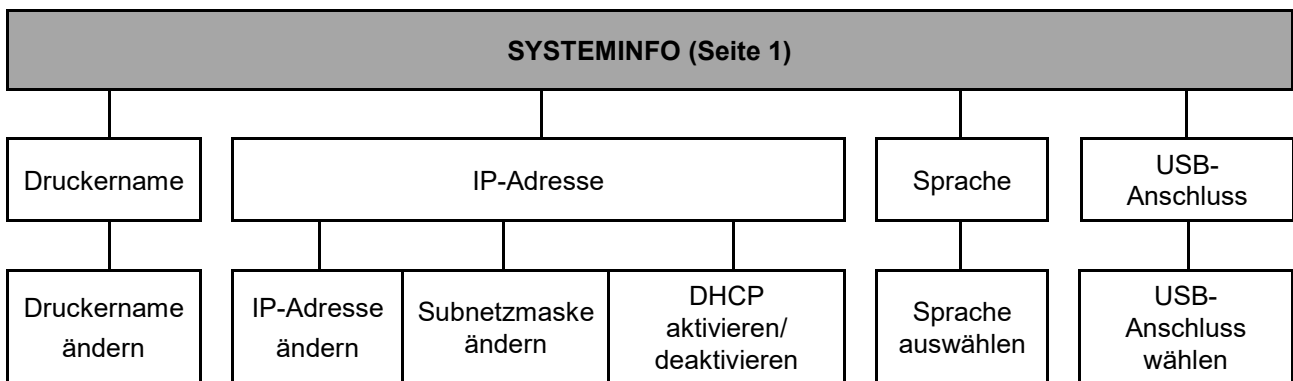 SYSTEMINFO (Seite 1)
Druckername
IP-Adresse
Sprache
USB-
Anschluss
Druckername
ändern
IP-Adresse
ändern
Subnetzmaske
ändern
DHCP
aktivieren/
deaktivieren
Sprache
auswählen
USB-
Anschluss
wählen